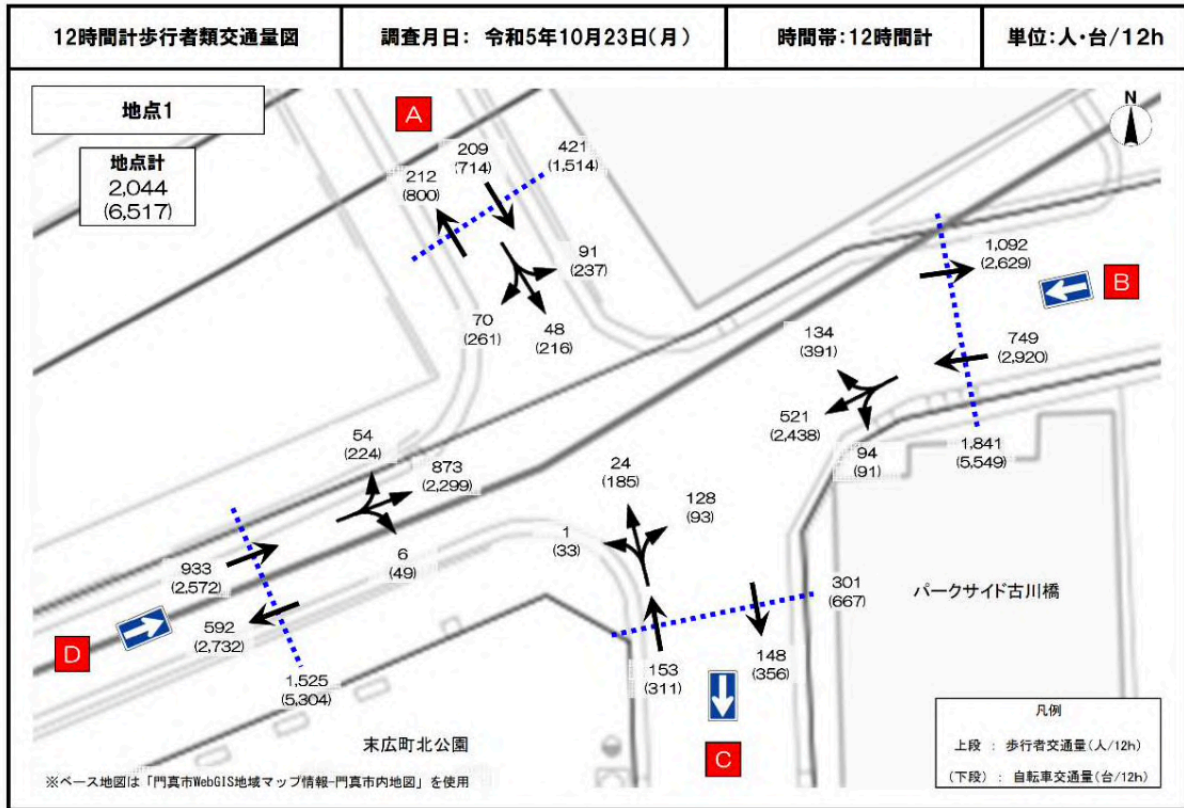 12時間計歩行者類交通量図
調査月日： 令和5年10月23日(月)
時間帯：12時間計
単位：人・台/12h
地点1
地点計
2,044
(6,517)
A
N
209
(714)
421
(1,514)
212
(800)
91
(237)
70
(261)
48
(216)
1,092
(2,629)
B
134
(391)
749
(2,920)
521
(2,438)
94
(91)
1,841
(5,549)
54
(224)
873
(2,299)
24
(185)
128
(93)
1
(33)
6
(49)
933
(2,572)
301
(667)
パークサイド古川橋
592
(2,732)
D
153
(311)
148
(356)
1,525
(5,304)
末広町北公園
C
凡例
上段 ： 歩行者交通量(人/12h)
(下段) ： 自転車交通量(台/12h)
※ベース地図は「門真市WebGIS地域マップ情報-門真市内地図」を使用